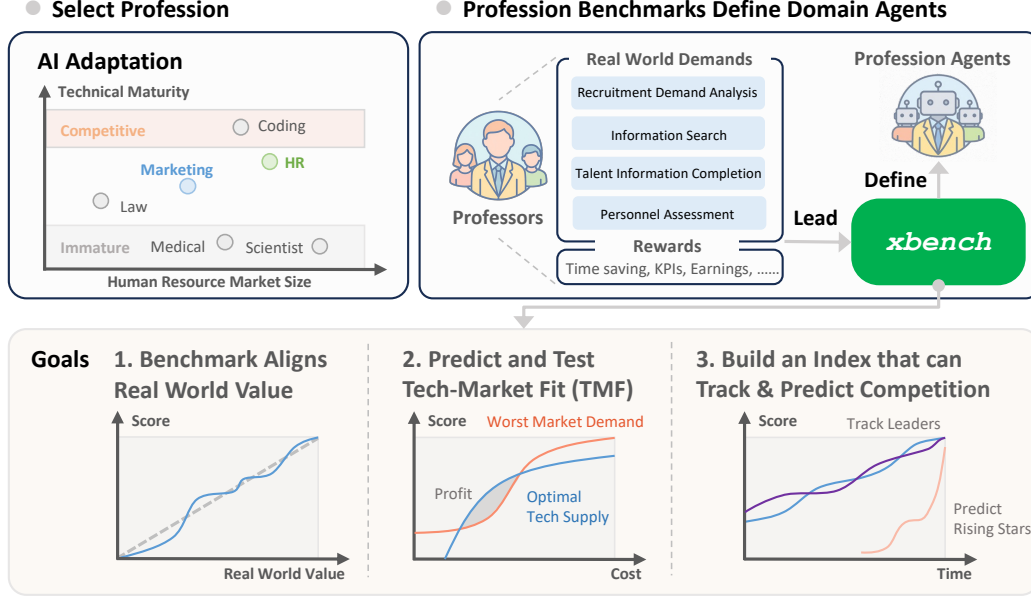 Select Profession
Profession Benchmarks Define Domain Agents
AI Adaptation
Technical Maturity
Competitive
Coding
HR
Marketing
Law
Immature
Medical
Scientist
Human Resource Market Size
Professors
Real World Demands
Recruitment Demand Analysis
Information Search
Talent Information Completion
Personnel Assessment
Rewards
Time saving, KPIs, Earnings, ......
Lead
Profession Agents
Define
xbench
Goals
1. Benchmark Aligns
Real World Value
Score
Real World Value
2. Predict and Test
Tech-Market Fit (TMF)
Score
Worst Market Demand
Profit
Optimal
Tech Supply
Cost
3. Build an Index that can
Track & Predict Competition
Score
Track Leaders
Predict
Rising Stars
Time